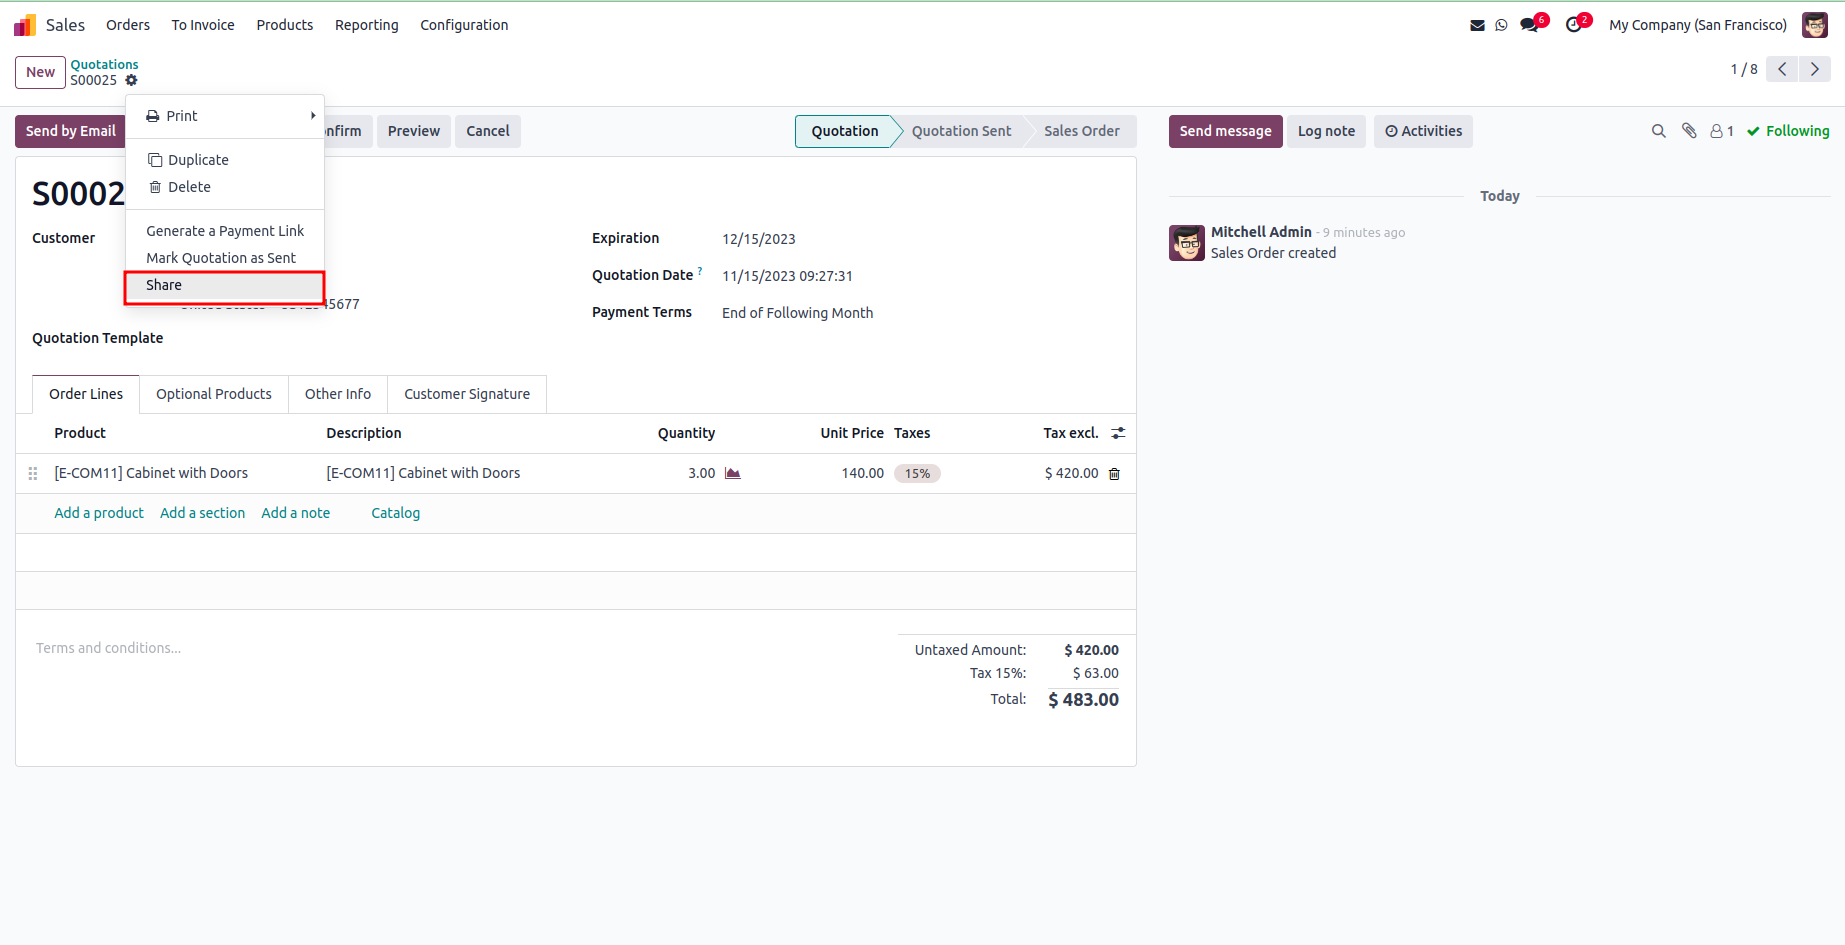 Sales Orders To Invoice Products Reporting Configuration 6 2 My Company (San Francisco)
New Quotations
S00025 1 / 8
Print
Send by Email Preview Cancel Quotation Quotation Sent Sales Order Send message Log note Activities 1 Following
Duplicate
Delete
Today
Generate a Payment Link
Customer Expiration 12/15/2023 Mitchell Admin - 9 minutes ago
Mark Quotation as Sent Sales Order created
Quotation Date ? 11/15/2023 09:27:31
Share
Payment Terms End of Following Month
Quotation Template
Order Lines Optional Products Other Info Customer Signature
Product Description Quantity Unit Price Taxes Tax excl.
[E-COM11] Cabinet with Doors [E-COM11] Cabinet with Doors 3.00 140.00 15% $ 420.00
Add a product Add a section Add a note Catalog
Terms and conditions...
Untaxed Amount: $ 420.00
Tax 15%: $ 63.00
Total: $ 483.00